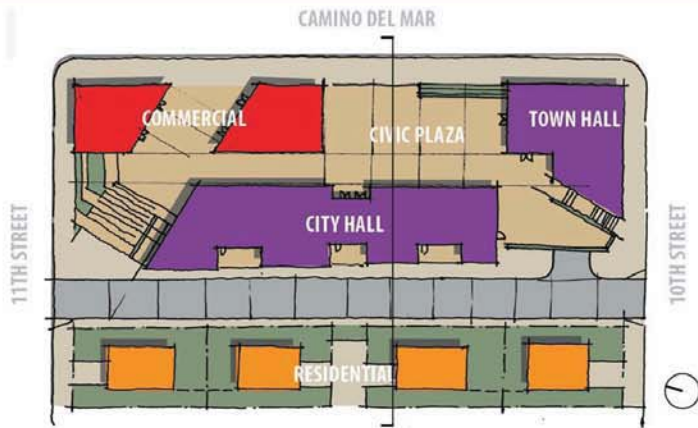 CAMINO DEL MAR
COMMERCIAL
CIVIC PLAZA
TOWN HALL
11TH STREET
CITY HALL
10TH STREET
RESIDENTIAL